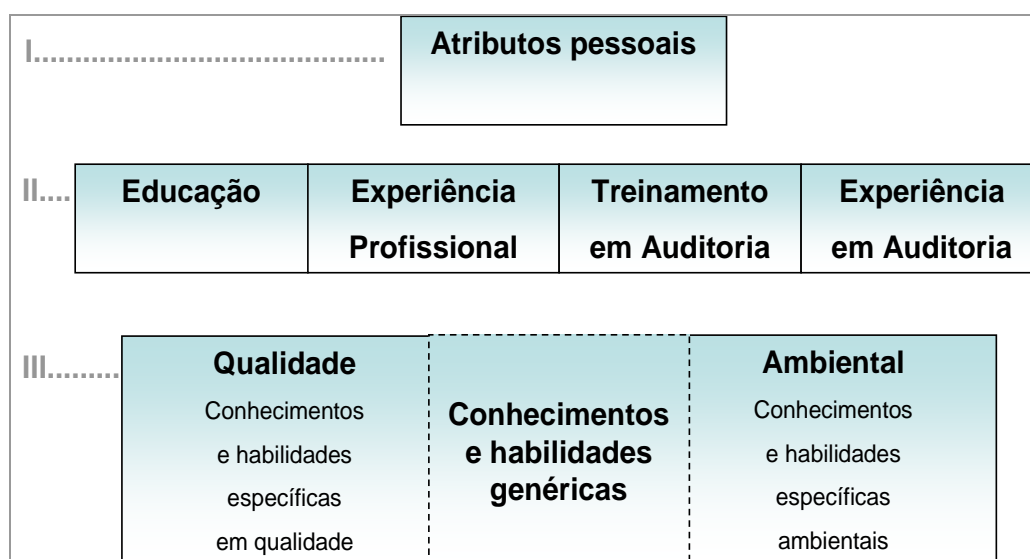 I........................................... Atributos pessoais
II.... Educação Experiência Treinamento Experiência
Profissional em Auditoria em Auditoria
III......... Qualidade Ambiental
Conhecimentos Conhecimentos Conhecimentos
e habilidades e habilidades e habilidades
específicas genéricas específicas
em qualidade ambientais